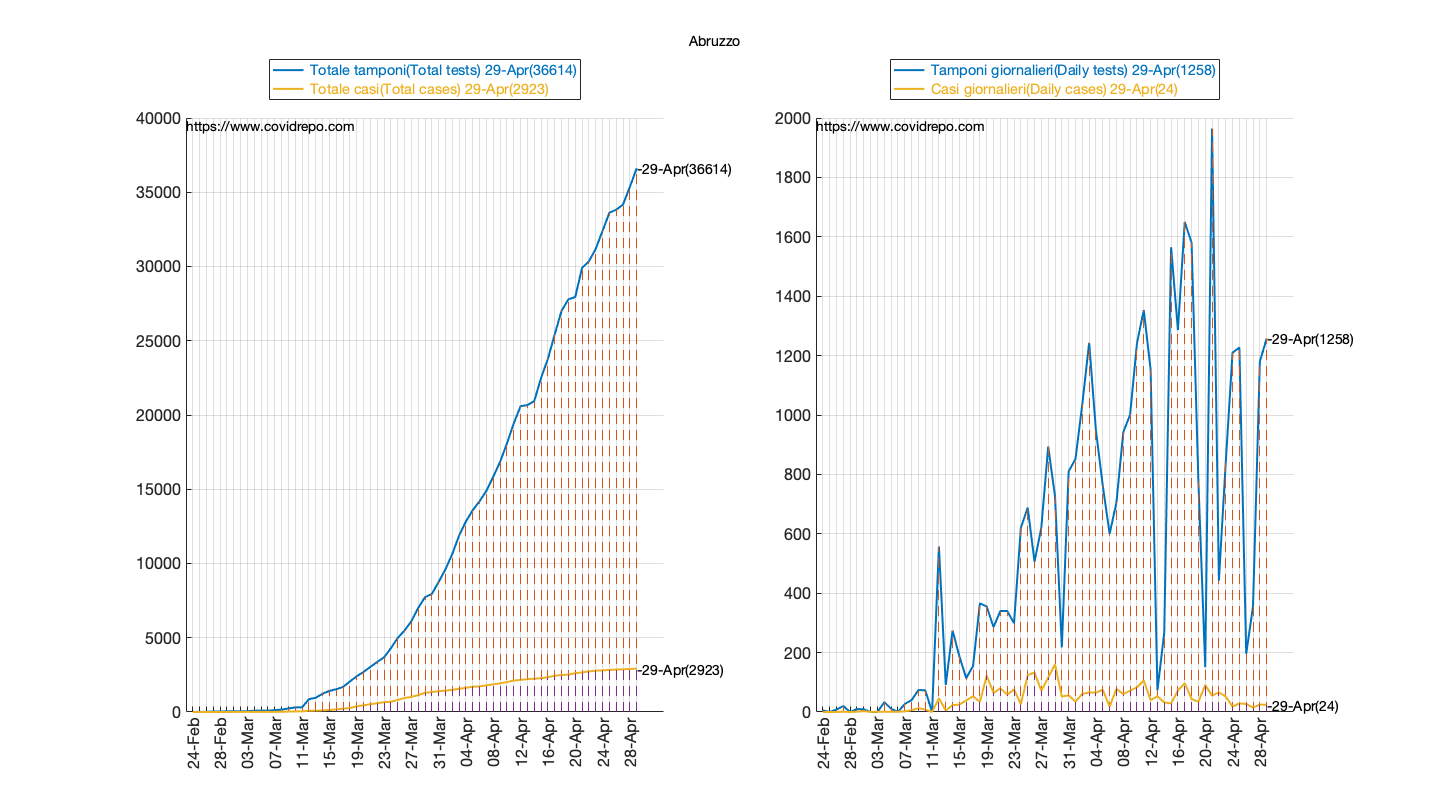 Abruzzo
Totale tamponi(Total tests) 29-Apr(36614)
Totale casi(Total cases) 29-Apr(2923)
40000
https://www.covidrepo.com
35000
30000
25000
20000
15000
10000
5000
0
-29-Apr(36614)
-29-Apr(2923)
24-Feb
28-Feb
03-Mar
07-Mar
11-Mar
15-Mar
19-Mar
23-Mar
27-Mar
31-Mar
04-Apr
08-Apr
12-Apr
16-Apr
20-Apr
24-Apr
28-Apr
Tamponi giornalieri(Daily tests) 29-Apr(1258)
Casi giornalieri(Daily cases) 29-Apr(24)
2000
https://www.covidrepo.com
1800
1600
1400
1200
1000
800
600
400
200
0
-29-Apr(1258)
-29-Apr(24)
24-Feb
28-Feb
03-Mar
07-Mar
11-Mar
15-Mar
19-Mar
23-Mar
27-Mar
31-Mar
04-Apr
08-Apr
12-Apr
16-Apr
20-Apr
24-Apr
28-Apr